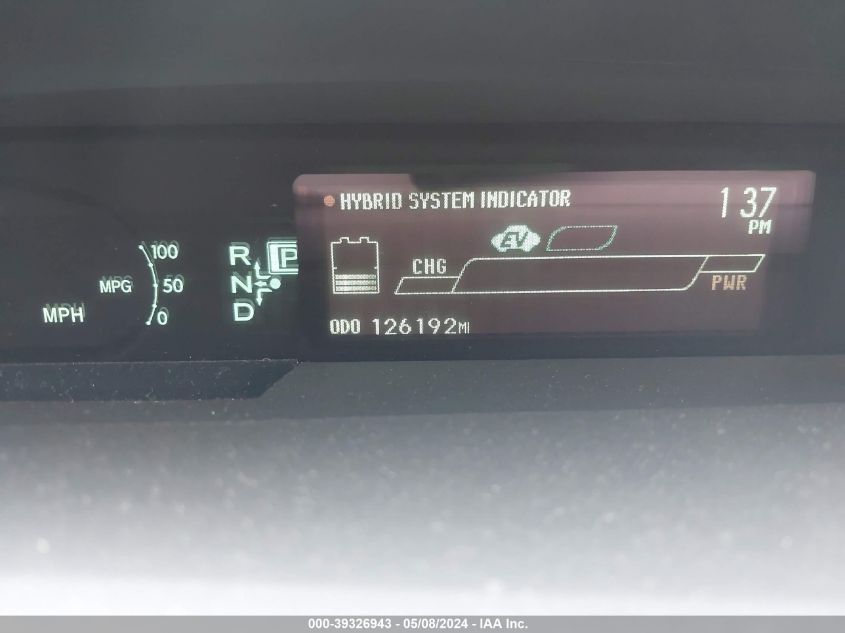 HYBRID SYSTEM INDICATOR
1 37
PM
100
MPG 50
0
MPH
R
P
N
D
EV
CHG
PWR
ODO 126192MI
000-39326943 - 05/08/2024 - IAA Inc.